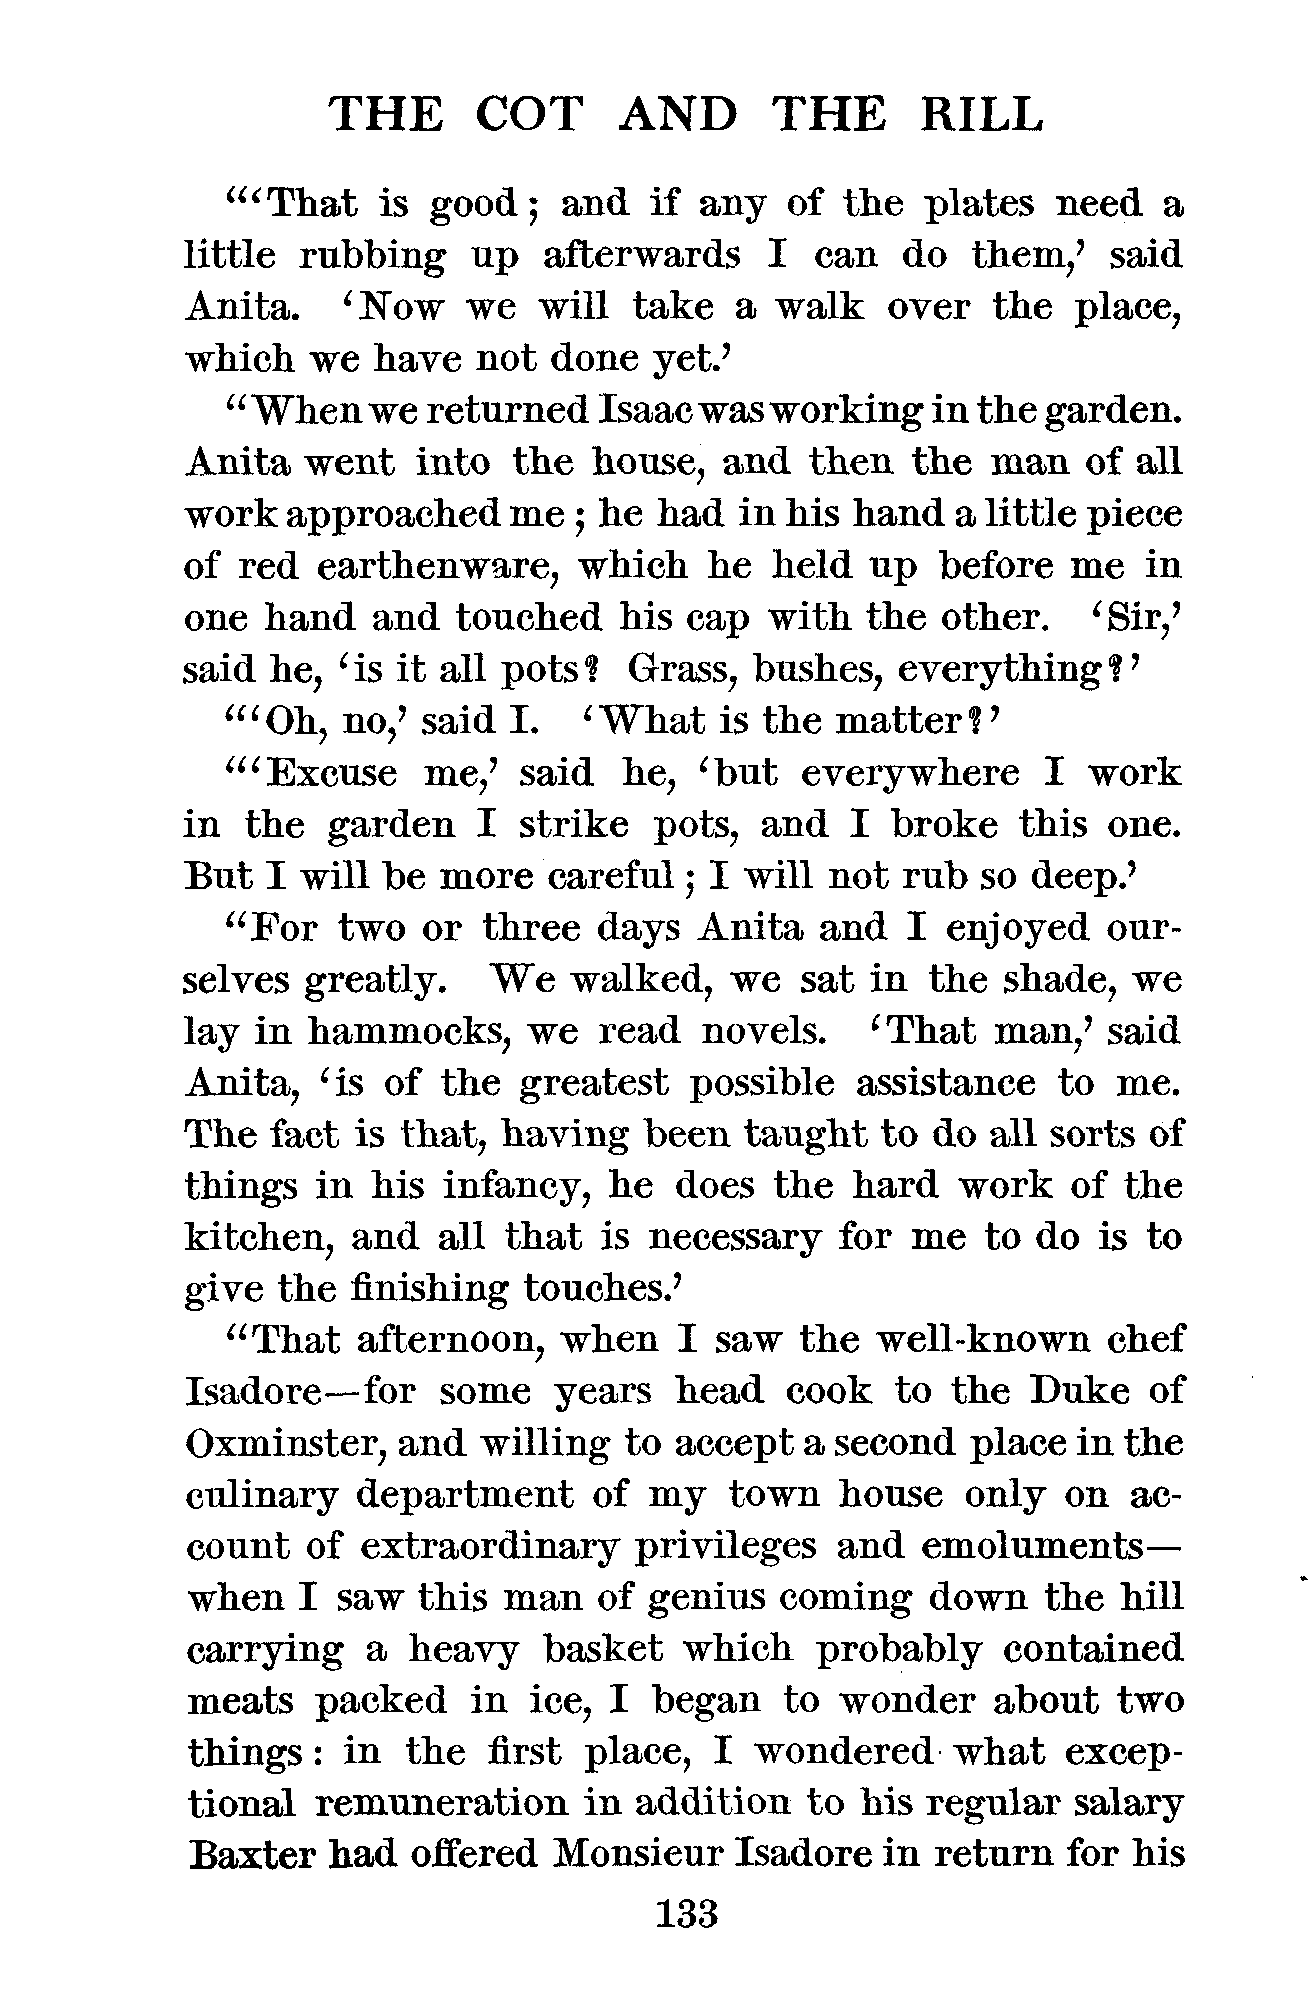 THE COT AND THE RILL
“‘That is good; and if any of the plates need a
little rubbing up afterwards I can do them,’ said
Anita. ‘Now we will take a walk over the place,
which we have not done yet.’
“When we returned Isaac was working in the garden.
Anita went into the house, and then the man of all
work approached me; he had in his hand a little piece
of red earthenware, which he held up before me in
one hand and touched his cap with the other. ‘Sir,’
said he, ‘is it all pots? Grass, bushes, everything?’
“‘Oh, no,’ said I. ‘What is the matter?’
“‘Excuse me,’ said he, ‘but everywhere I work
in the garden I strike pots, and I broke this one.
But I will be more careful; I will not rub so deep.’
“For two or three days Anita and I enjoyed our-
selves greatly. We walked, we sat in the shade, we
lay in hammocks, we read novels. ‘That man,’ said
Anita, ‘is of the greatest possible assistance to me.
The fact is that, having been taught to do all sorts of
things in his infancy, he does the hard work of the
kitchen, and all that is necessary for me to do is to
give the finishing touches.’
“That afternoon, when I saw the well-known chef
Isadore—for some years head cook to the Duke of
Oxminster, and willing to accept a second place in the
culinary department of my town house only on ac-
count of extraordinary privileges and emoluments—
when I saw this man of genius coming down the hill
carrying a heavy basket which probably contained
meats packed in ice, I began to wonder about two
things: in the first place, I wondered what excep-
tional remuneration in addition to his regular salary
Baxter had offered Monsieur Isadore in return for his
133